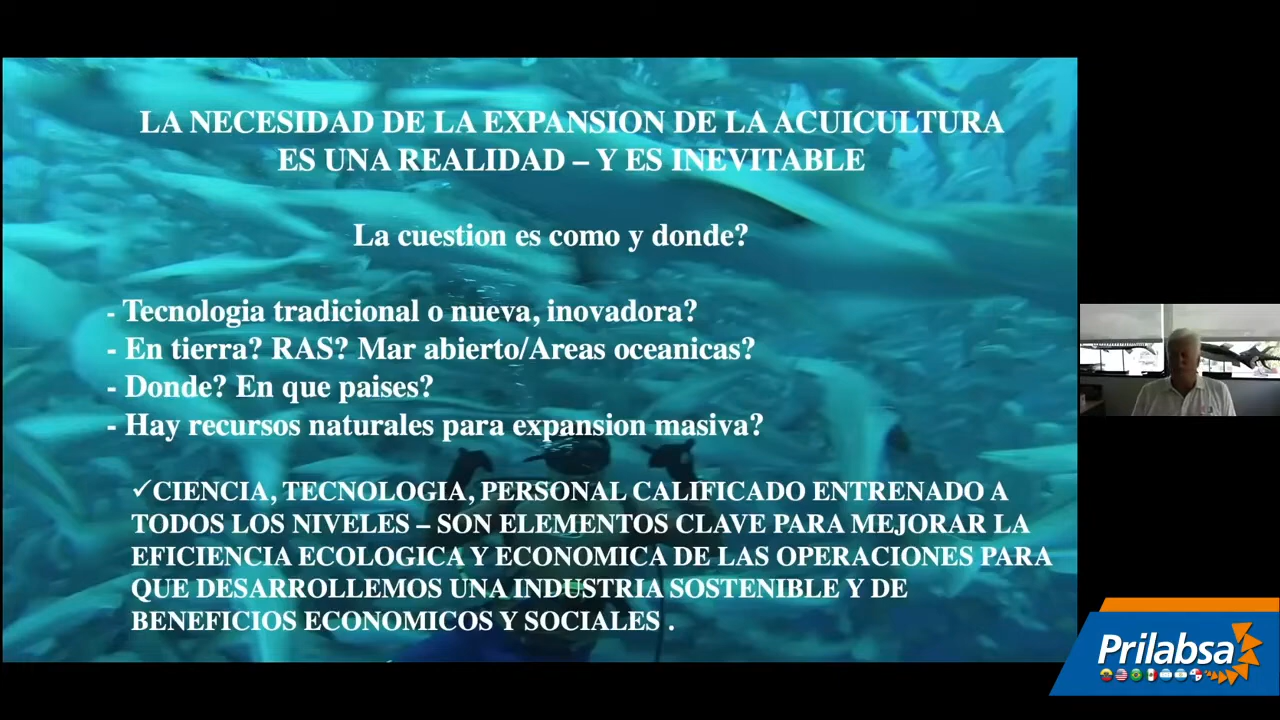 LA NECESIDAD DE LA EXPANSION DE LA ACUICULTURA
ES UNA REALIDAD – Y ES INEVITABLE
La cuestion es como y donde?
- Tecnologia tradicional o nueva, inovadora?
- En tierra? RAS? Mar abierto/Areas oceanicas?
- Donde? En que paises?
- Hay recursos naturales para expansion masiva?
✓CIENCIA, TECNOLOGIA, PERSONAL CALIFICADO ENTRENADO A
TODOS LOS NIVELES – SON ELEMENTOS CLAVE PARA MEJORAR LA
EFICIENCIA ECOLOGICA Y ECONOMICA DE LAS OPERACIONES PARA
QUE DESARROLLEMOS UNA INDUSTRIA SOSTENIBLE Y DE
BENEFICIOS ECONOMICOS Y SOCIALES .
Prilabsa